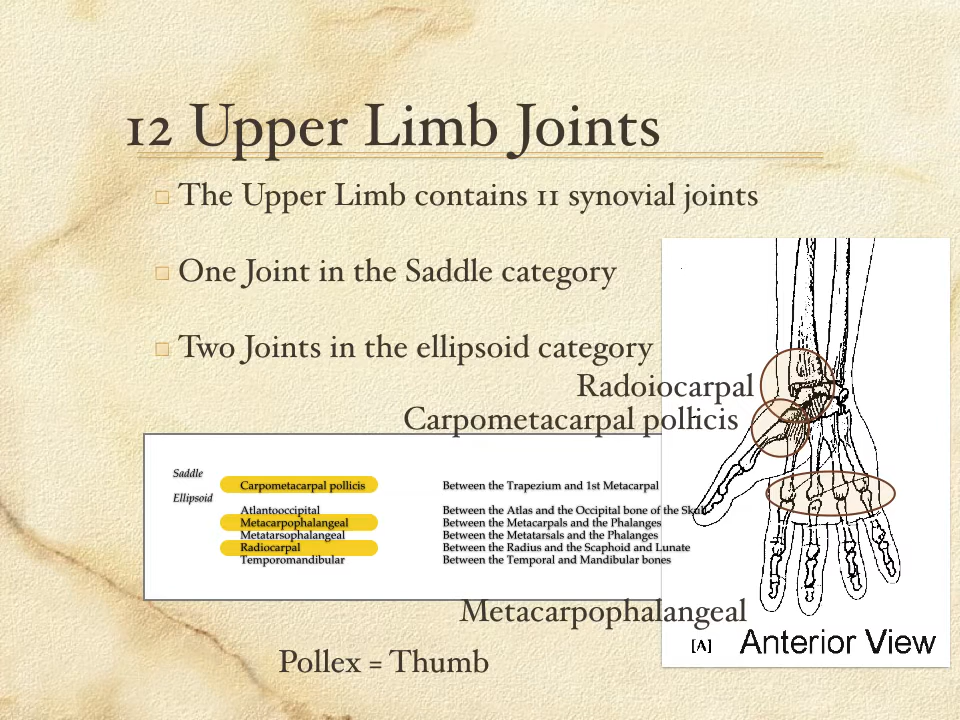 12 Upper Limb Joints
The Upper Limb contains 11 synovial joints
One Joint in the Saddle category
Two Joints in the ellipsoid category
Radoiocarpal
Carpometacarpal pollicis
Saddle
Carpometacarpal pollicis Between the Trapezium and 1st Metacarpal
Ellipsoid
Atlantooccipital Between the Atlas and the Occipital bone of the Skull
Metacarpophalangeal Between the Metacarpals and the Phalanges
Metatarsophalangeal Between the Metatarsals and the Phalanges
Radiocarpal Between the Radius and the Scaphoid and Lunate
Temporomandibular Between the Temporal and Mandibular bones
Metacarpophalangeal
[A] Anterior View
Pollex = Thumb